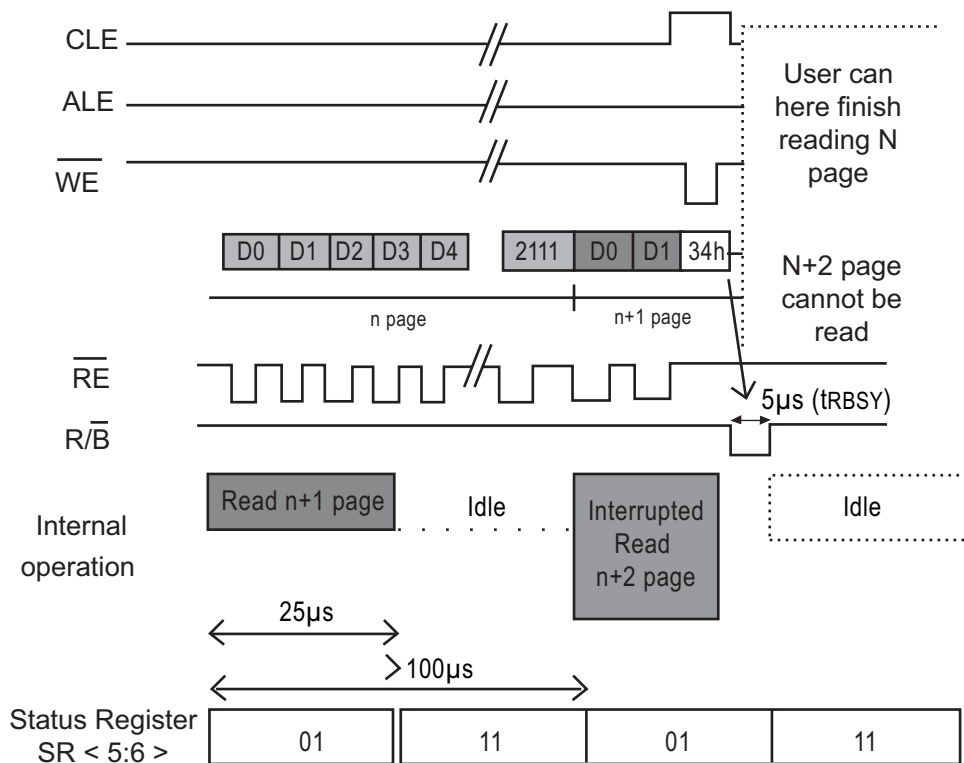 CLE
ALE
WE
User can
here finish
reading N
page
D0 D1 D2 D3 D4 2111 D0 D1 34h
n page n+1 page
N+2 page
cannot be
read
RE
5µs (tRBSY)
R/B
Internal
operation
Read n+1 page
Idle
Interrupted
Read
n+2 page
Idle
25µs
>100µs
Status Register
SR < 5:6 >
01 11 01 11